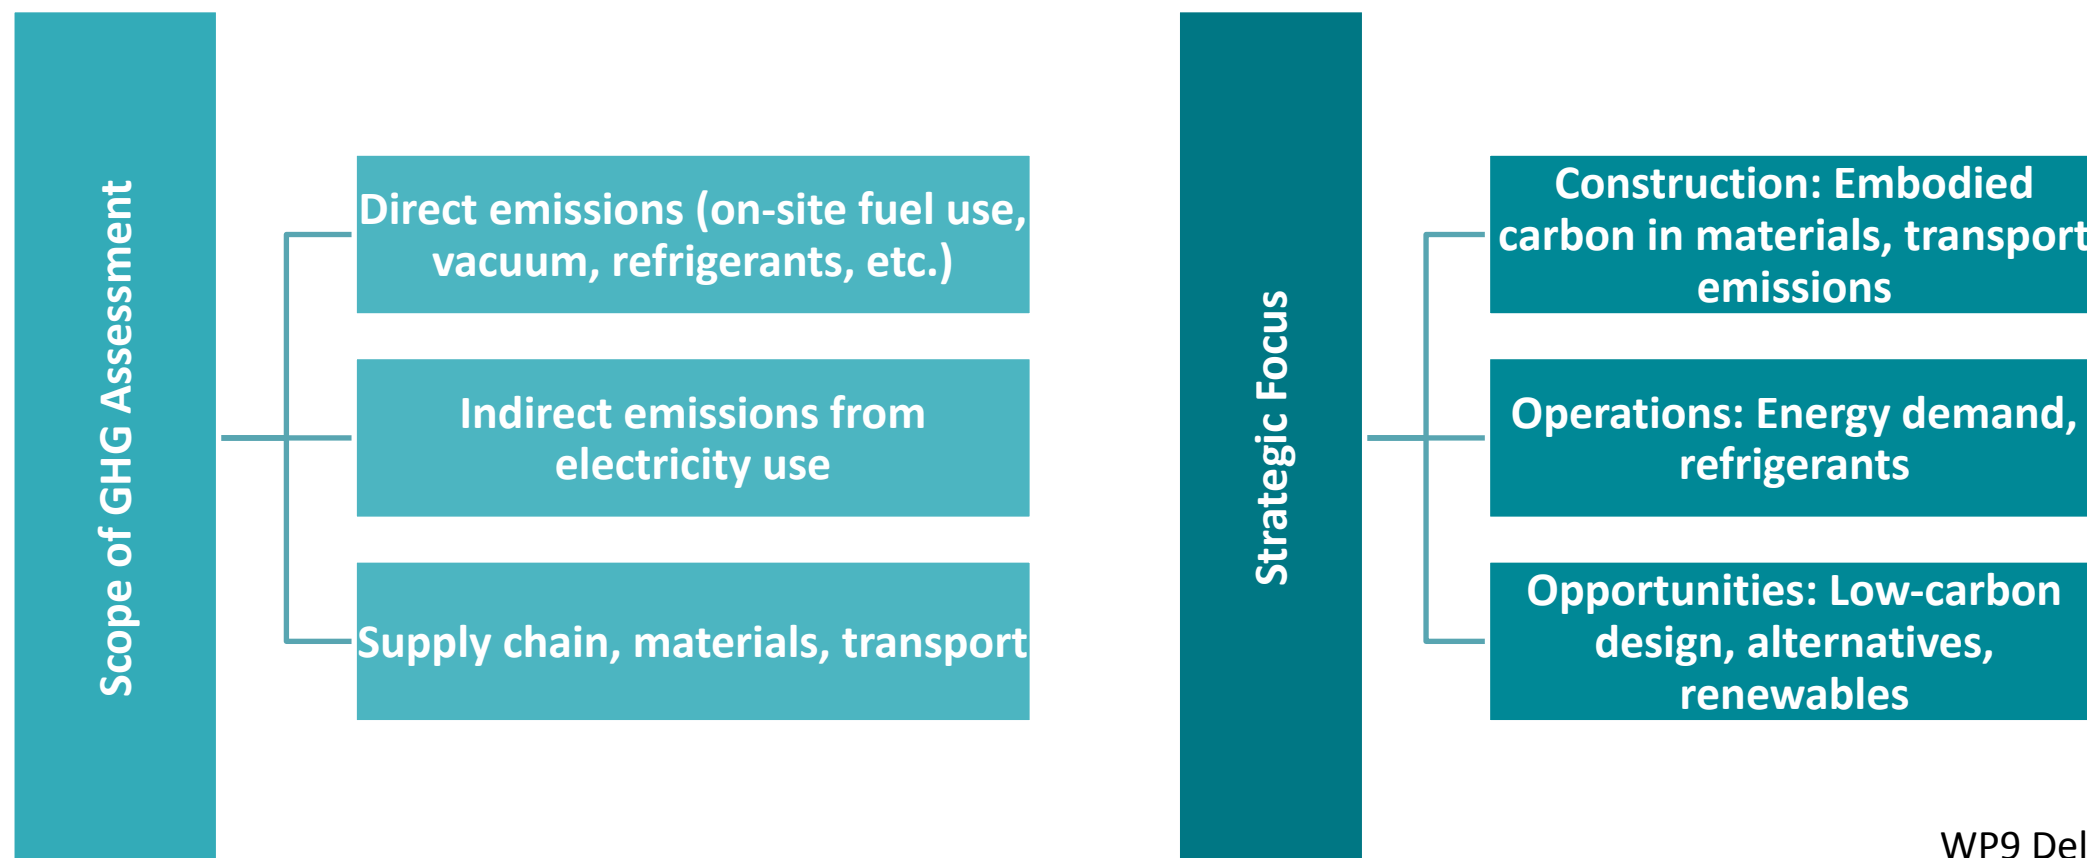 Scope of GHG Assessment
Direct emissions (on-site fuel use,
vacuum, refrigerants, etc.)
Indirect emissions from
electricity use
Supply chain, materials, transport
Strategic Focus
Construction: Embodied
carbon in materials, transport
emissions
Operations: Energy demand,
refrigerants
Opportunities: Low-carbon
design, alternatives,
renewables
WP9 Del